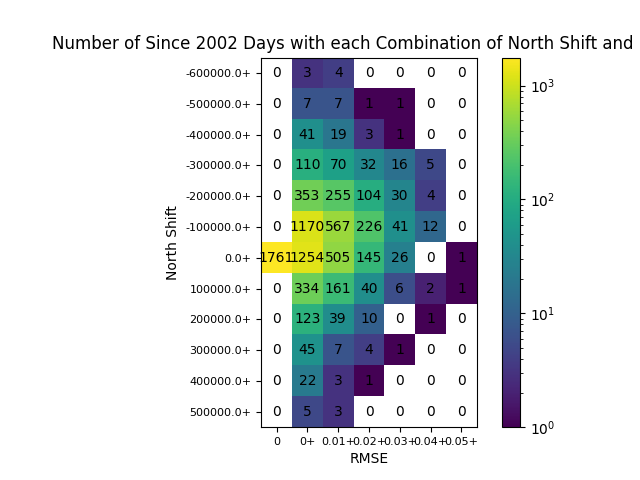 Number of Since 2002 Days with each Combination of North Shift and
-600000.0+ 0 3 4 0 0 0 0
-500000.0+ 0 7 7 1 1 0 0
-400000.0+ 0 41 19 3 1 0 0
-300000.0+ 0 110 70 32 16 5 0
-200000.0+ 0 353 255 104 30 4 0
-100000.0+ 0 1170 567 226 41 12 0
0.0+ 1761 1254 505 145 26 0 1
100000.0+ 0 334 161 40 6 2 1
200000.0+ 0 123 39 10 0 1 0
300000.0+ 0 45 7 4 1 0 0
400000.0+ 0 22 3 1 0 0 0
500000.0+ 0 5 3 0 0 0 0
0 0+ 0.01+ 0.02+ 0.03+ 0.04+ 0.05+
RMSE
North Shift
10³
10²
10¹
10⁰